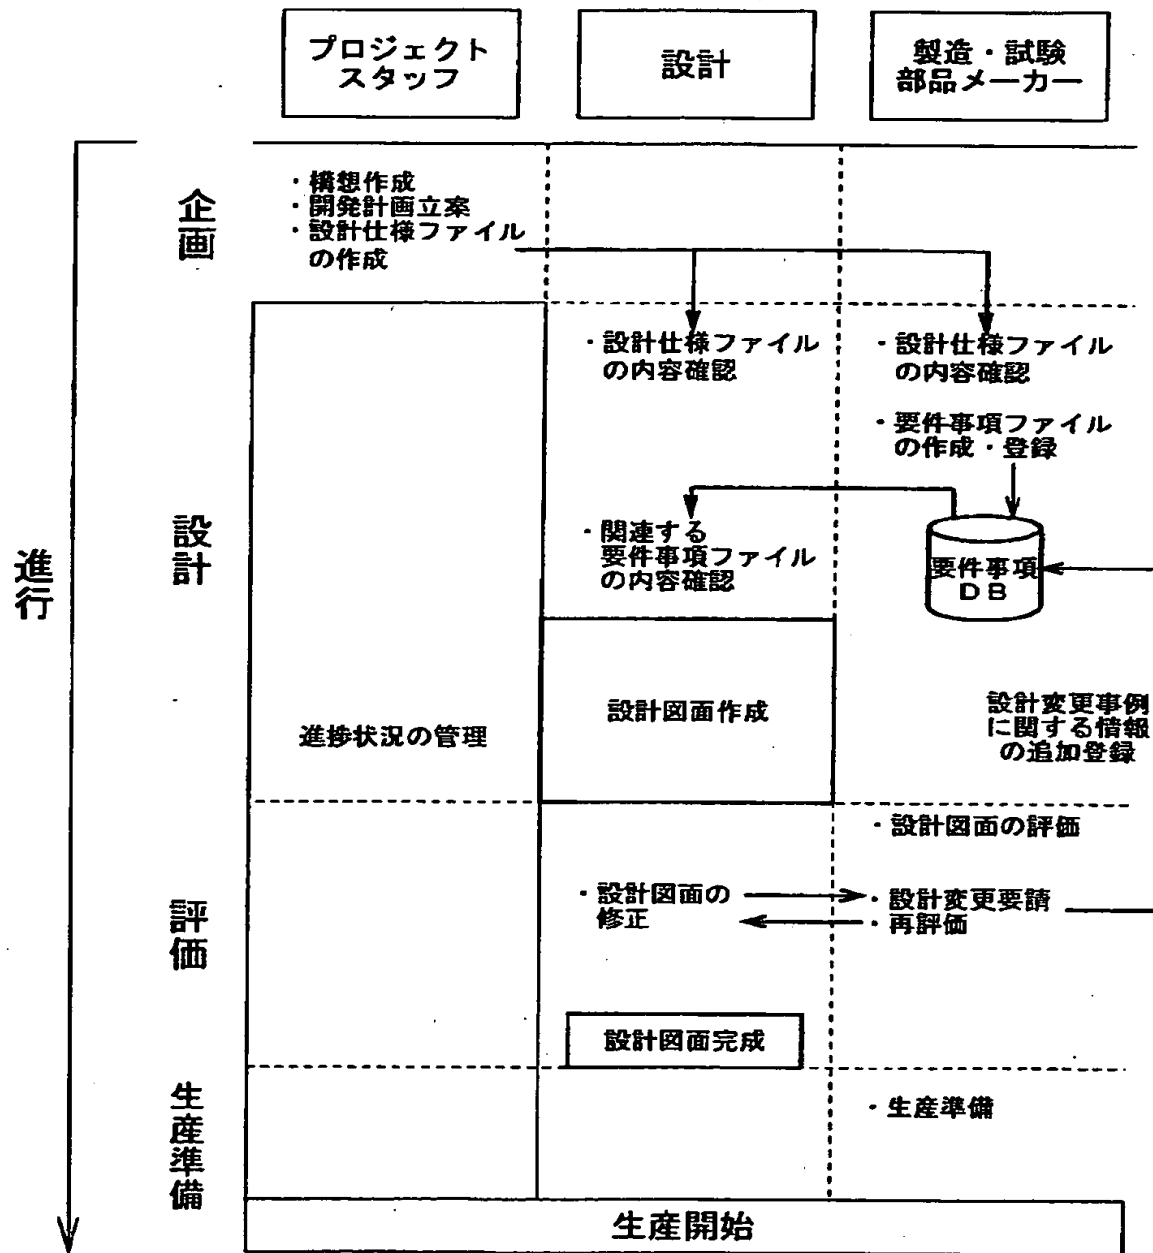 プロジェクト
スタッフ
設計
製造・試験
部品メーカー
進行
企画
・構想作成
・開発計画立案
・設計仕様ファイル
の作成
設計
・設計仕様ファイル
の内容確認
・設計仕様ファイル
の内容確認
・要件事項ファイル
の作成・登録
・関連する
要件事項ファイル
の内容確認
要件事項
DB
進捗状況の管理
設計図面作成
設計変更事例
に関する情報
の追加登録
評価
・設計図面の評価
・設計図面の
修正
・設計変更要請
・再評価
設計図面完成
生産準備
・生産準備
生産開始